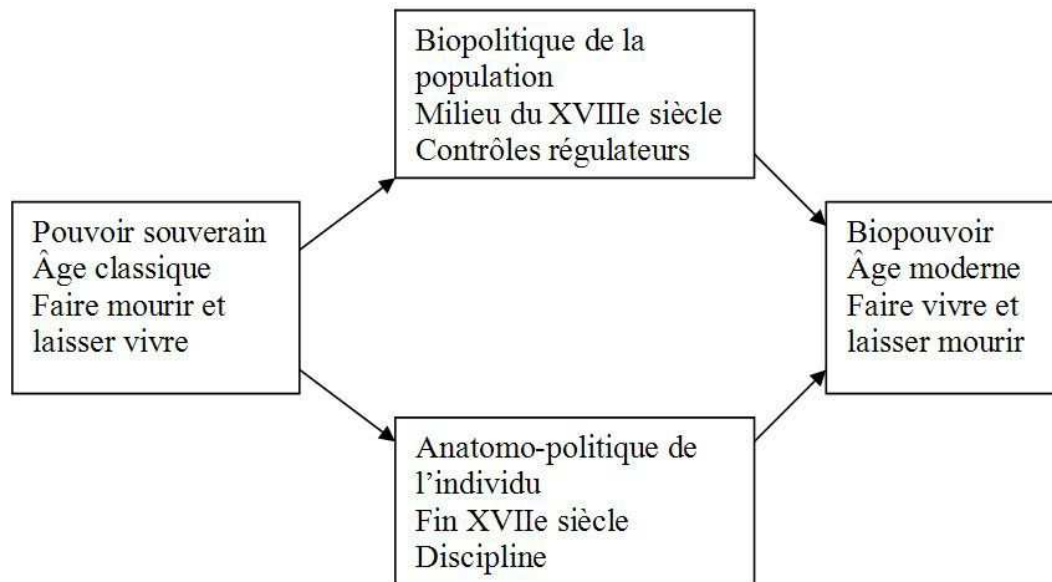 Biopolitique de la
population
Milieu du XVIIIe siècle
Contrôles régulateurs
Pouvoir souverain
Âge classique
Faire mourir et
laisser vivre
Biopouvoir
Âge moderne
Faire vivre et
laisser mourir
Anatomo-politique de
l’individu
Fin XVIIe siècle
Discipline